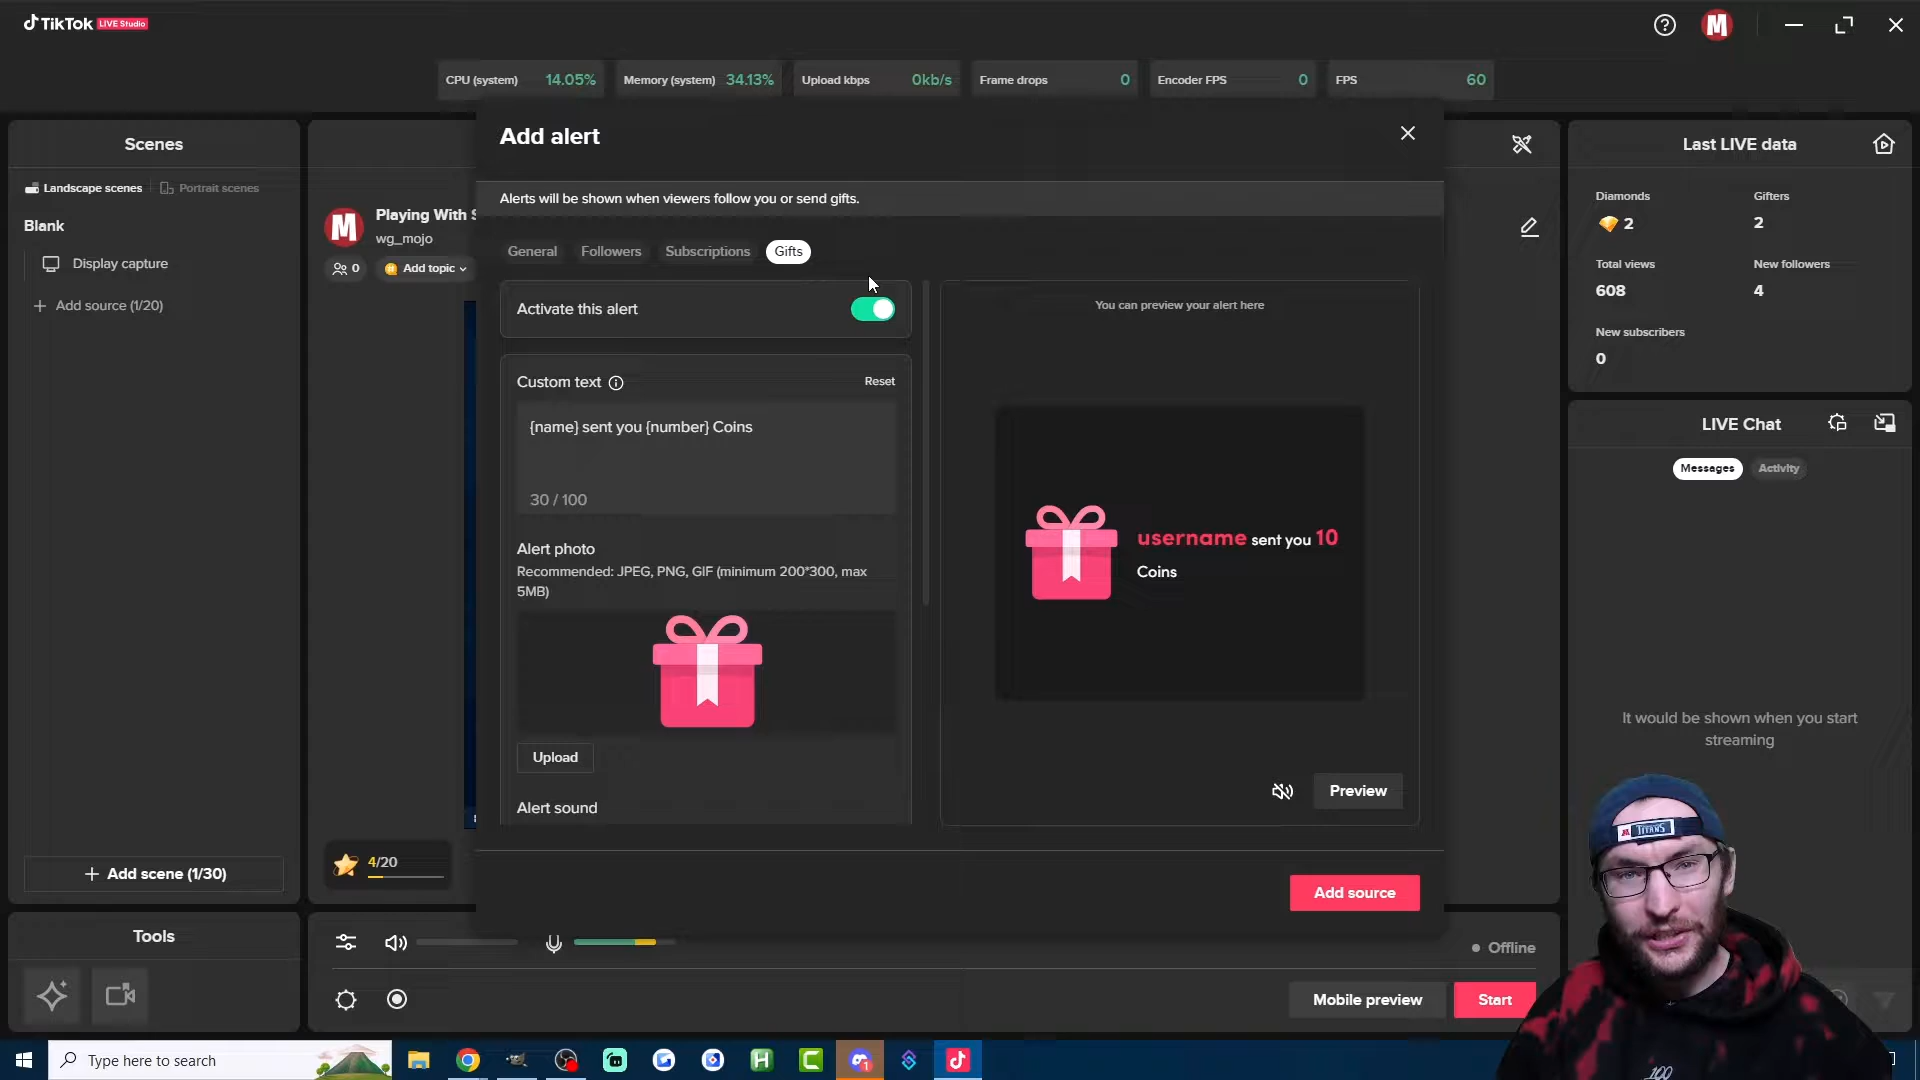 TikTok LIVE Studio
M
CPU (system) 14.05%
Memory (system) 34.13%
Upload kbps 0kb/s
Frame drops 0
Encoder FPS 0
FPS 60
Scenes
Landscape scenes
Portrait scenes
Blank
Display capture
Add source (1/20)
Add scene (1/30)
Tools
M
Playing With S
wg_mojo
0
Add topic
4/20
Add alert
Alerts will be shown when viewers follow you or send gifts.
General Followers Subscriptions Gifts
Activate this alert
Custom text
Reset
{name} sent you {number} Coins
30 / 100
Alert photo
Recommended: JPEG, PNG, GIF (minimum 200*300, max
5MB)
Upload
Alert sound
You can preview your alert here
username sent you 10
Coins
Preview
Add source
Offline
Mobile preview
Start
Last LIVE data
Diamonds
2
Gifters
2
Total views
608
New followers
4
New subscribers
0
LIVE Chat
Messages
Activity
It would be shown when you start
streaming
TITANS
100
Type here to search